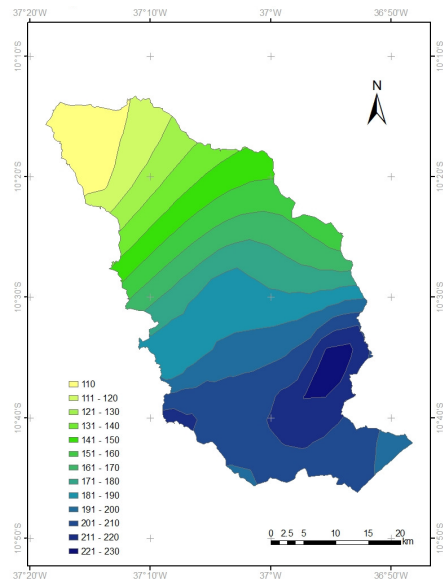 37°20'W 37°10'W 37°W 36°50'W
10°10'S 10°10'S
N
10°20'S 10°20'S
10°30'S 10°30'S
110
111 - 120
121 - 130
131 - 140
141 - 150
10°40'S 10°40'S
151 - 160
161 - 170
171 - 180
181 - 190
191 - 200
201 - 210
211 - 220
221 - 230
0 2.5 5 10 15 20
km
10°50'S 10°50'S
37°20'W 37°10'W 37°W 36°50'W